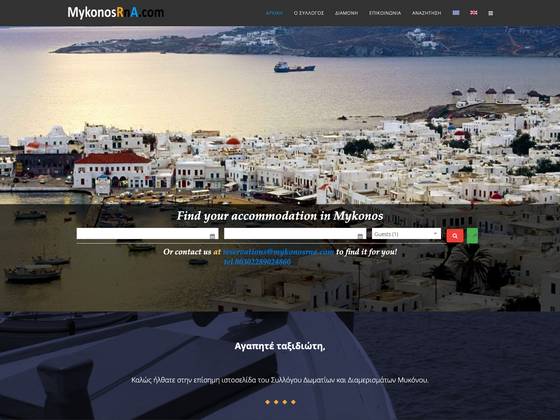 MykonosRnA.com
ΑΡΧΙΚΗ Ο ΣΥΛΛΟΓΟΣ ΔΙΑΜΟΝΗ ΕΠΙΚΟΙΝΩΝΙΑ ΑΝΑΖΗΤΗΣΗ
Find your accommodation in Mykonos
Guests (1)
Or contact us at reservations@mykonosrna.com to find it for you!
tel.00302289024860
Αγαπητέ ταξιδιώτη,
Καλώς ήλθατε στην επίσημη ιστοσελίδα του Συλλόγου Δωματίων και Διαμερισμάτων Μυκόνου.